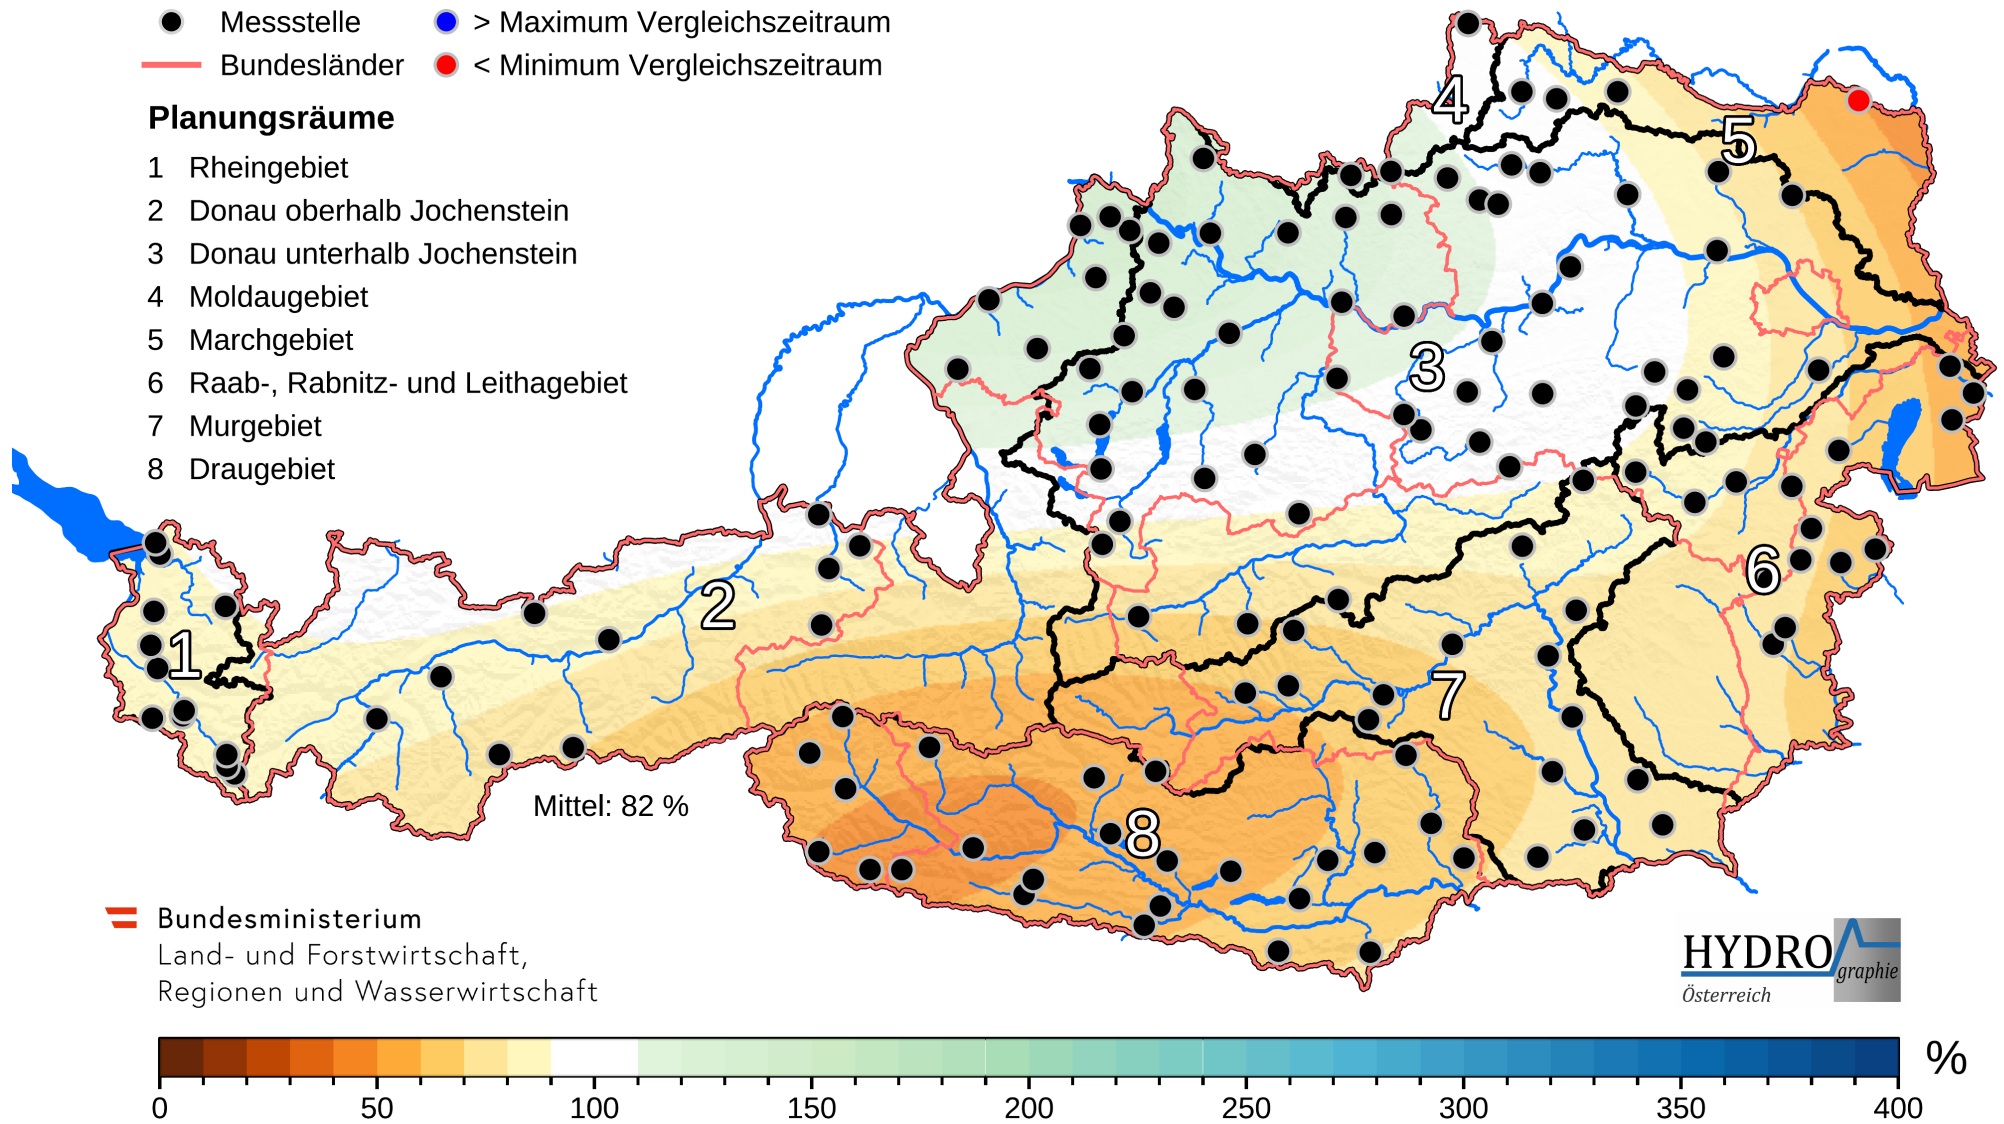 Messstelle
> Maximum Vergleichszeitraum
Bundesländer
< Minimum Vergleichszeitraum
Planungsräume
1 Rheingebiet
2 Donau oberhalb Jochenstein
3 Donau unterhalb Jochenstein
4 Moldaugebiet
5 Marchgebiet
6 Raab-, Rabnitz- und Leithagebiet
7 Murgebiet
8 Draugebiet
4
5
3
6
2
1
7
8
Mittel: 82 %
Bundesministerium
Land- und Forstwirtschaft,
Regionen und Wasserwirtschaft
HYDRO
graphie
Österreich
%
0 50 100 150 200 250 300 350 400